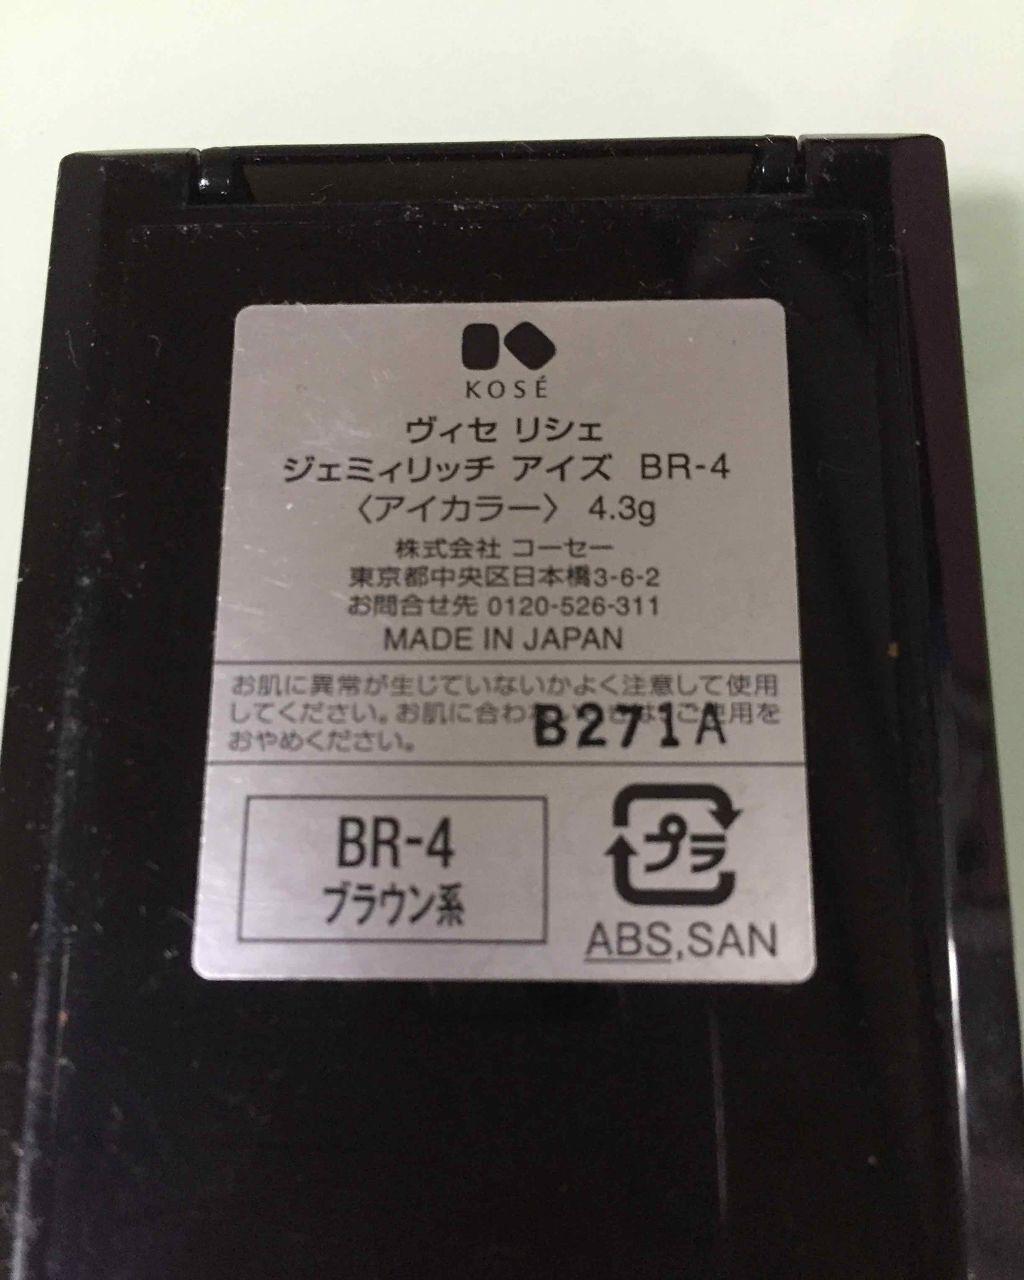 KOSÉ
ヴィセ リシェ
ジェミィリッチ アイズ BR-4
〈アイカラー〉 4.3g
株式会社 コーセー
東京都中央区日本橋3-6-2
お問合せ先 0120-526-311
MADE IN JAPAN
お肌に異常が生じていないかよく注意して使用
してください。お肌に合わないときは、ご使用を
おやめください。
B271A
BR-4
ブラウン系
プラ
ABS,SAN